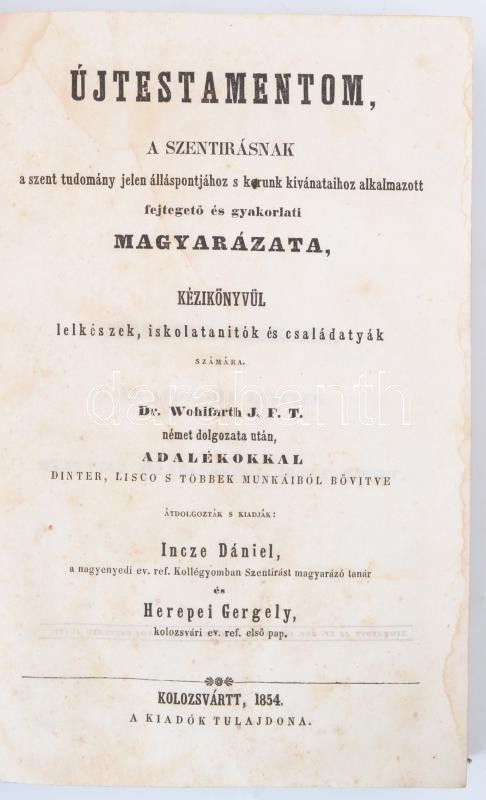 ÚJTESTAMENTOM,
A SZENTIRÁSNAK
a szent tudomány jelen álláspontjához s korunk kivánataihoz alkalmazott
fejtegető és gyakorlati
MAGYARÁZATA,
KÉZIKÖNYVÜL
lelkészek, iskolatanitók és családatyák
SZÁMÁRA.
darabanth
Dr. Wohlfarth J. F. T.
német dolgozata után,
ADALÉKOKKAL
DINTER, LISCO S TÖBBEK MUNKÁIBÓL BŐVITVE
ÁTDOLGOZTÁK S KIADJÁK:
Incze Dániel,
a nagyenyedi ev. ref. Kollégyomban Szentirást magyarázó tanár
és
Herepei Gergely,
kolozsvári ev. ref. első pap.
KOLOZSVÁRTT, 1854.
A KIADÓK TULAJDONA.